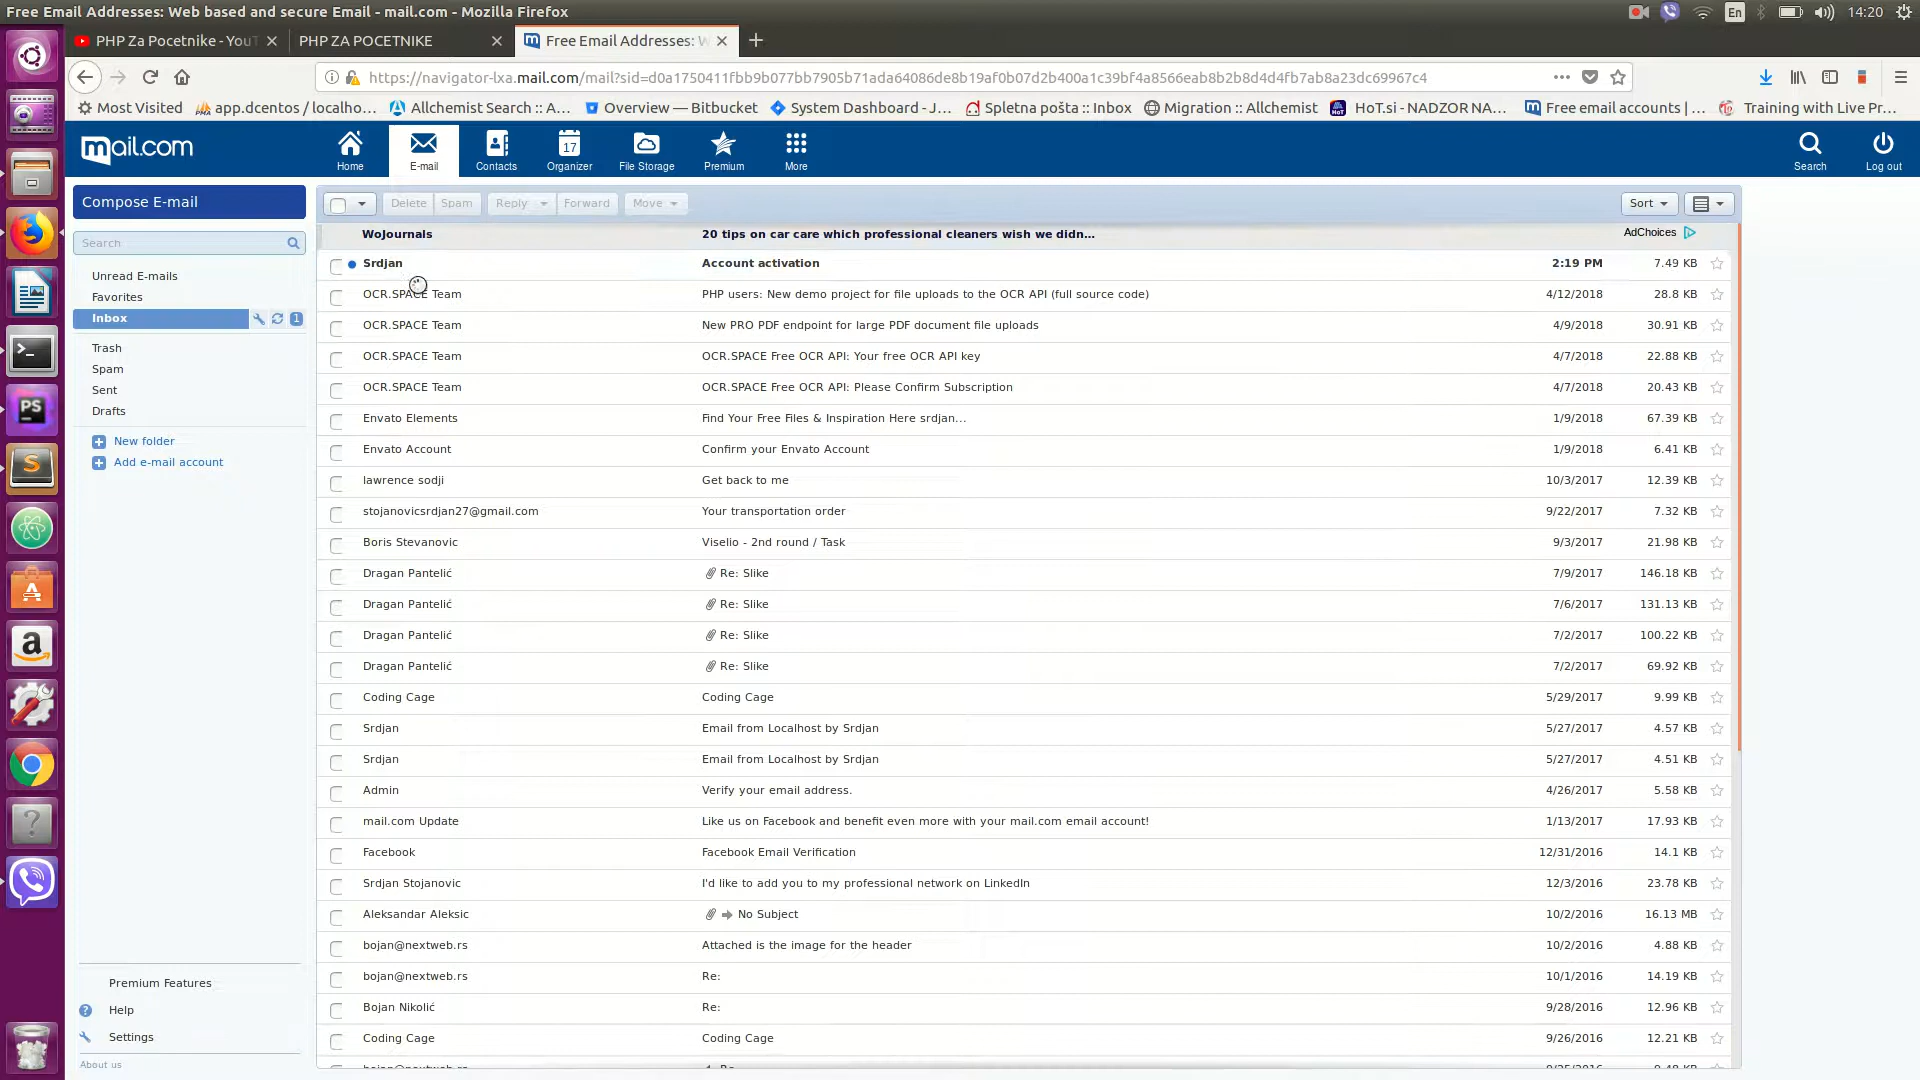 Free Email Addresses: Web based and secure Email - mail.com - Mozilla Firefox
En
14:20
PHP Za Pocetnike - YouT
PHP ZA POCETNIKE
Free Email Addresses: W
https://navigator-lxa.mail.com/mail?sid=d0a1750411fbb9b077bb7905b71ada64086de8b19af0b07d2b400a1c39bf4a8566eab8b2b8d4d4fb7ab8a23dc69967c4
Most Visited
app.dcentos / localho...
Allchemist Search :: A...
Overview — Bitbucket
System Dashboard - J...
Spletna pošta :: Inbox
Migration :: Allchemist
HoT.si - NADZOR NA...
Free email accounts | ...
Training with Live Pr...
mail.com
Home
E-mail
Contacts
17
Organizer
File Storage
Premium
More
Search
Log out
Compose E-mail
Search
Unread E-mails
Favorites
Inbox
1
Trash
Spam
Sent
Drafts
New folder
Add e-mail account
Premium Features
Help
Settings
About us
Delete Spam Reply Forward Move Sort
WoJournals 20 tips on car care which professional cleaners wish we didn... AdChoices
Srdjan Account activation 2:19 PM 7.49 KB
OCR.SPACE Team PHP users: New demo project for file uploads to the OCR API (full source code) 4/12/2018 28.8 KB
OCR.SPACE Team New PRO PDF endpoint for large PDF document file uploads 4/9/2018 30.91 KB
OCR.SPACE Team OCR.SPACE Free OCR API: Your free OCR API key 4/7/2018 22.88 KB
OCR.SPACE Team OCR.SPACE Free OCR API: Please Confirm Subscription 4/7/2018 20.43 KB
Envato Elements Find Your Free Files & Inspiration Here srdjan... 1/9/2018 67.39 KB
Envato Account Confirm your Envato Account 1/9/2018 6.41 KB
lawrence sodji Get back to me 10/3/2017 12.39 KB
stojanovicsrdjan27@gmail.com Your transportation order 9/22/2017 7.32 KB
Boris Stevanovic Viselio - 2nd round / Task 9/3/2017 21.98 KB
Dragan Pantelić Re: Slike 7/9/2017 146.18 KB
Dragan Pantelić Re: Slike 7/6/2017 131.13 KB
Dragan Pantelić Re: Slike 7/2/2017 100.22 KB
Dragan Pantelić Re: Slike 7/2/2017 69.92 KB
Coding Cage Coding Cage 5/29/2017 9.99 KB
Srdjan Email from Localhost by Srdjan 5/27/2017 4.57 KB
Srdjan Email from Localhost by Srdjan 5/27/2017 4.51 KB
Admin Verify your email address. 4/26/2017 5.58 KB
mail.com Update Like us on Facebook and benefit even more with your mail.com email account! 1/13/2017 17.93 KB
Facebook Facebook Email Verification 12/31/2016 14.1 KB
Srdjan Stojanovic I'd like to add you to my professional network on LinkedIn 12/3/2016 23.78 KB
Aleksandar Aleksic No Subject 10/2/2016 16.13 MB
bojan@nextweb.rs Attached is the image for the header 10/2/2016 4.88 KB
bojan@nextweb.rs Re: 10/1/2016 14.19 KB
Bojan Nikolić Re: 9/28/2016 12.96 KB
Coding Cage Coding Cage 9/26/2016 12.21 KB